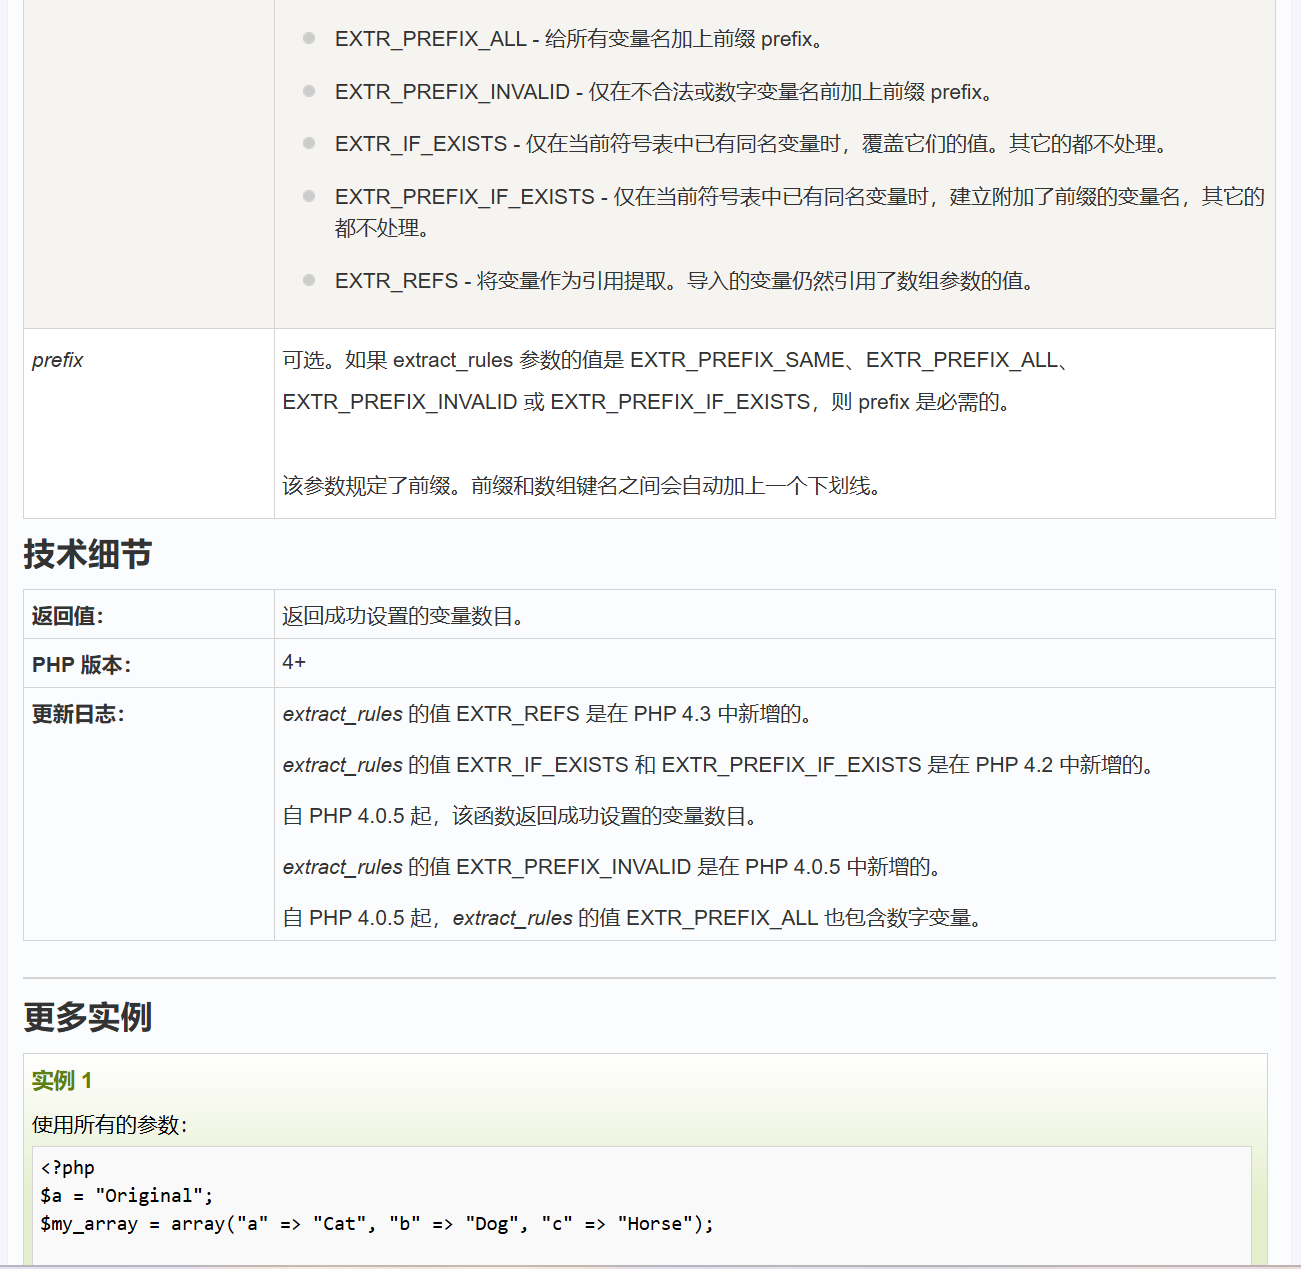 EXTR_PREFIX_ALL - 给所有变量名加上前缀 prefix。
EXTR_PREFIX_INVALID - 仅在不合法或数字变量名前加上前缀 prefix。
EXTR_IF_EXISTS - 仅在当前符号表中已有同名变量时，覆盖它们的值。其它的都不处理。
EXTR_PREFIX_IF_EXISTS - 仅在当前符号表中已有同名变量时，建立附加了前缀的变量名，其它的
都不处理。
EXTR_REFS - 将变量作为引用提取。导入的变量仍然引用了数组参数的值。
prefix
可选。如果 extract_rules 参数的值是 EXTR_PREFIX_SAME、EXTR_PREFIX_ALL、
EXTR_PREFIX_INVALID 或 EXTR_PREFIX_IF_EXISTS，则 prefix 是必需的。
该参数规定了前缀。前缀和数组键名之间会自动加上一个下划线。
技术细节
返回值：
返回成功设置的变量数目。
PHP 版本：
4+
更新日志：
extract_rules 的值 EXTR_REFS 是在 PHP 4.3 中新增的。
extract_rules 的值 EXTR_IF_EXISTS 和 EXTR_PREFIX_IF_EXISTS 是在 PHP 4.2 中新增的。
自 PHP 4.0.5 起，该函数返回成功设置的变量数目。
extract_rules 的值 EXTR_PREFIX_INVALID 是在 PHP 4.0.5 中新增的。
自 PHP 4.0.5 起，extract_rules 的值 EXTR_PREFIX_ALL 也包含数字变量。
更多实例
实例 1
使用所有的参数：
<?php
$a = "Original";
$my_array = array("a" => "Cat", "b" => "Dog", "c" => "Horse");